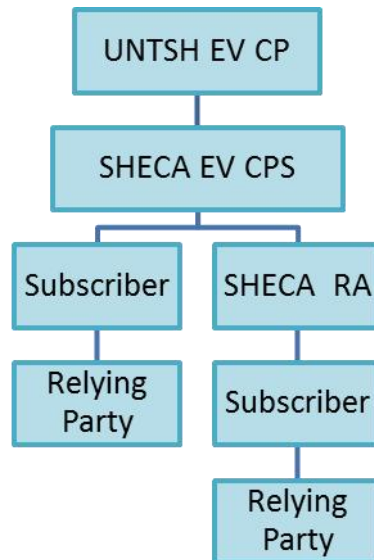 UNTSH EV CP
SHECA EV CPS
Subscriber
SHECA RA
Relying
Party
Subscriber
Relying
Party